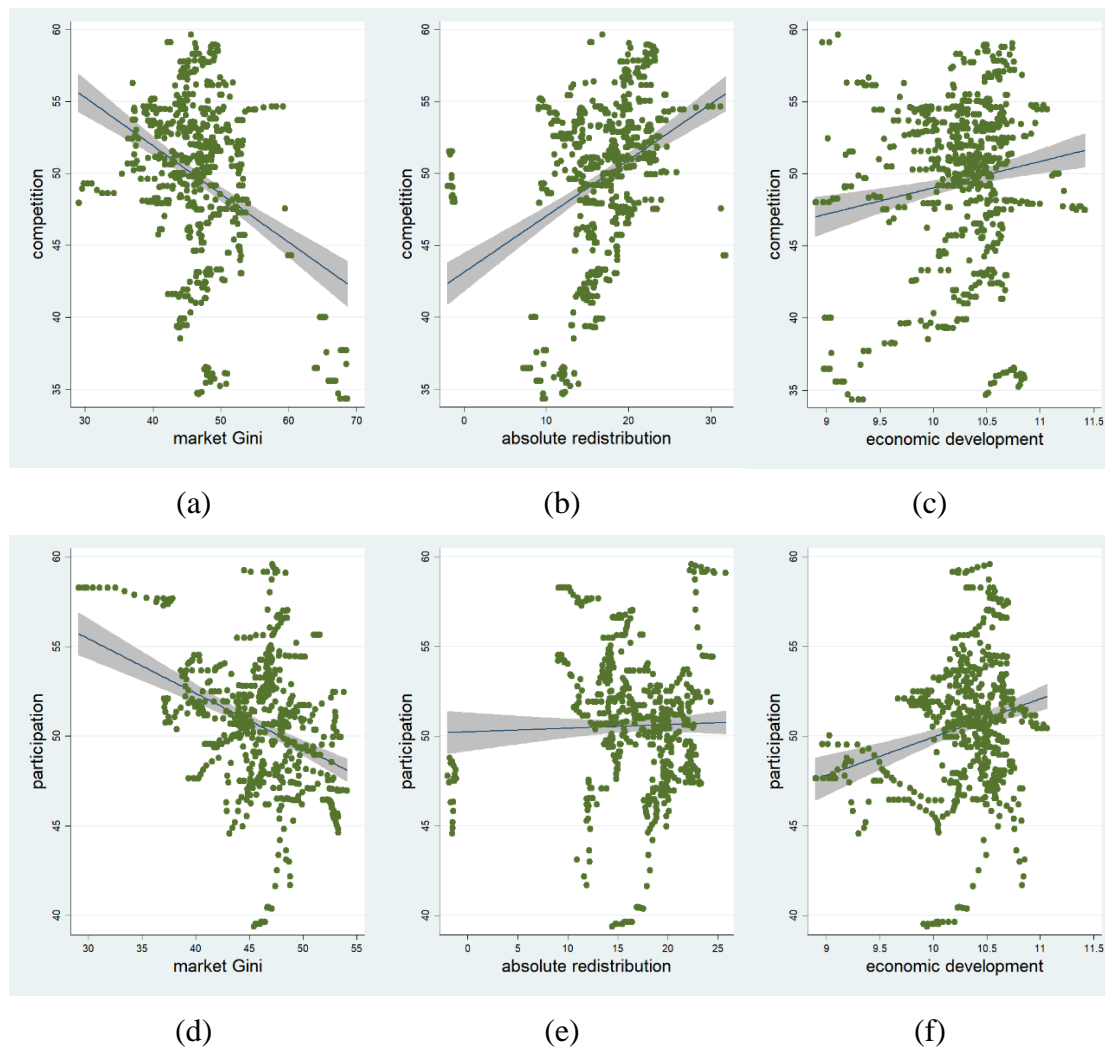 competition
60
55
50
45
40
35
30 40 50 60 70
market Gini
(a)
competition
60
55
50
45
40
35
0 10 20 30
absolute redistribution
(b)
competition
60
55
50
45
40
35
9 9.5 10 10.5 11 11.5
economic development
(c)
participation
60
55
50
45
40
30 35 40 45 50 55
market Gini
(d)
participation
60
55
50
45
40
0 5 10 15 20 25
absolute redistribution
(e)
participation
60
55
50
45
40
9 9.5 10 10.5 11 11.5
economic development
(f)